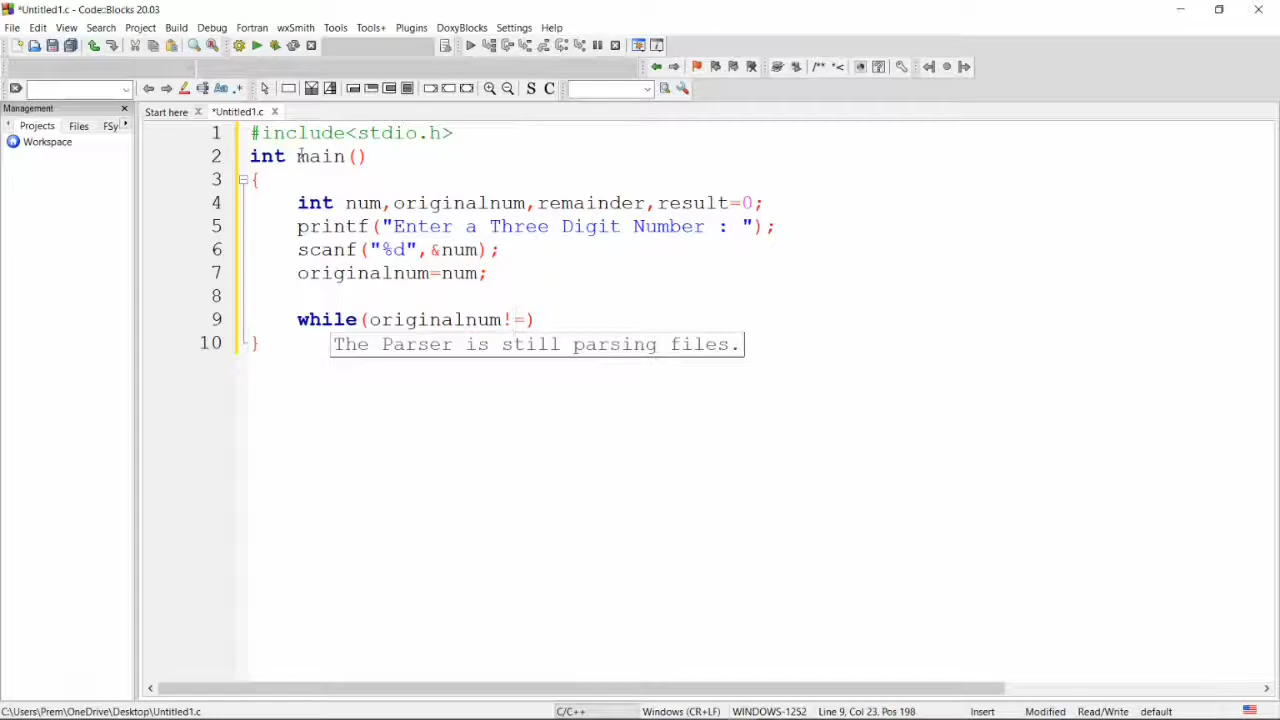 *Untitled1.c - Code::Blocks 20.03
File Edit View Search Project Build Debug Fortran wxSmith Tools Tools+ Plugins DoxyBlocks Settings Help
/** *<
Aa .* S C
Management
Projects Files FSy
Workspace
Start here *Untitled1.c
1 #include<stdio.h>
2 int main()
3 {
4 int num,originalnum,remainder,result=0;
5 printf("Enter a Three Digit Number : ");
6 scanf("%d",&num);
7 originalnum=num;
8
9 while(originalnum!=)
10 }
The Parser is still parsing files.
C:\Users\Prem\OneDrive\Desktop\Untitled1.c C/C++ Windows (CR+LF) WINDOWS-1252 Line 9, Col 23, Pos 198 Insert Modified Read/Write default